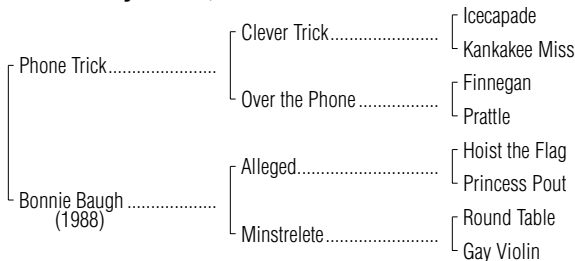 Icecapade
Clever Trick......................
Kankakee Miss
Phone Trick......................
Finnegan
Over the Phone ................
Prattle
Hoist the Flag
Alleged.............................
Princess Pout
Bonnie Baugh ..................
(1988)
Round Table
Minstrelete.......................
Gay Violin